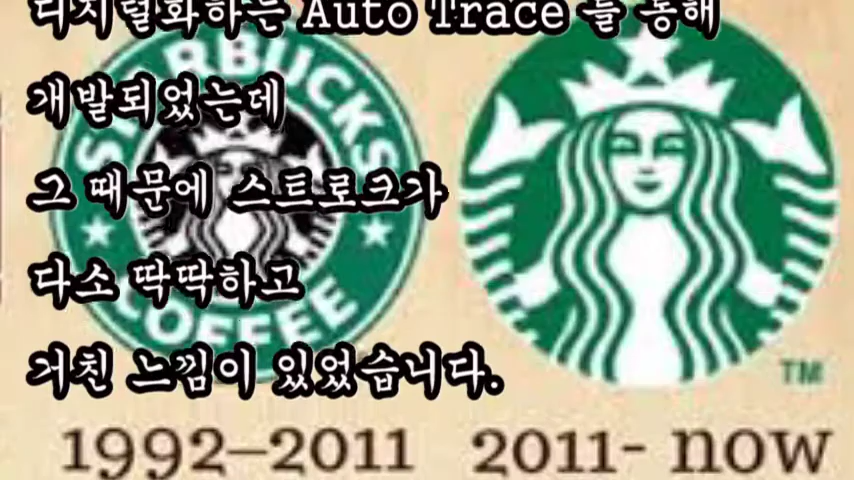 디지털화하는 Auto Trace 를 통해
개발되었는데
그 때문에 스트로크가
다소 딱딱하고
거친 느낌이 있었습니다.
STARBUCKS
COFFEE
TM
1992–2011
2011- now